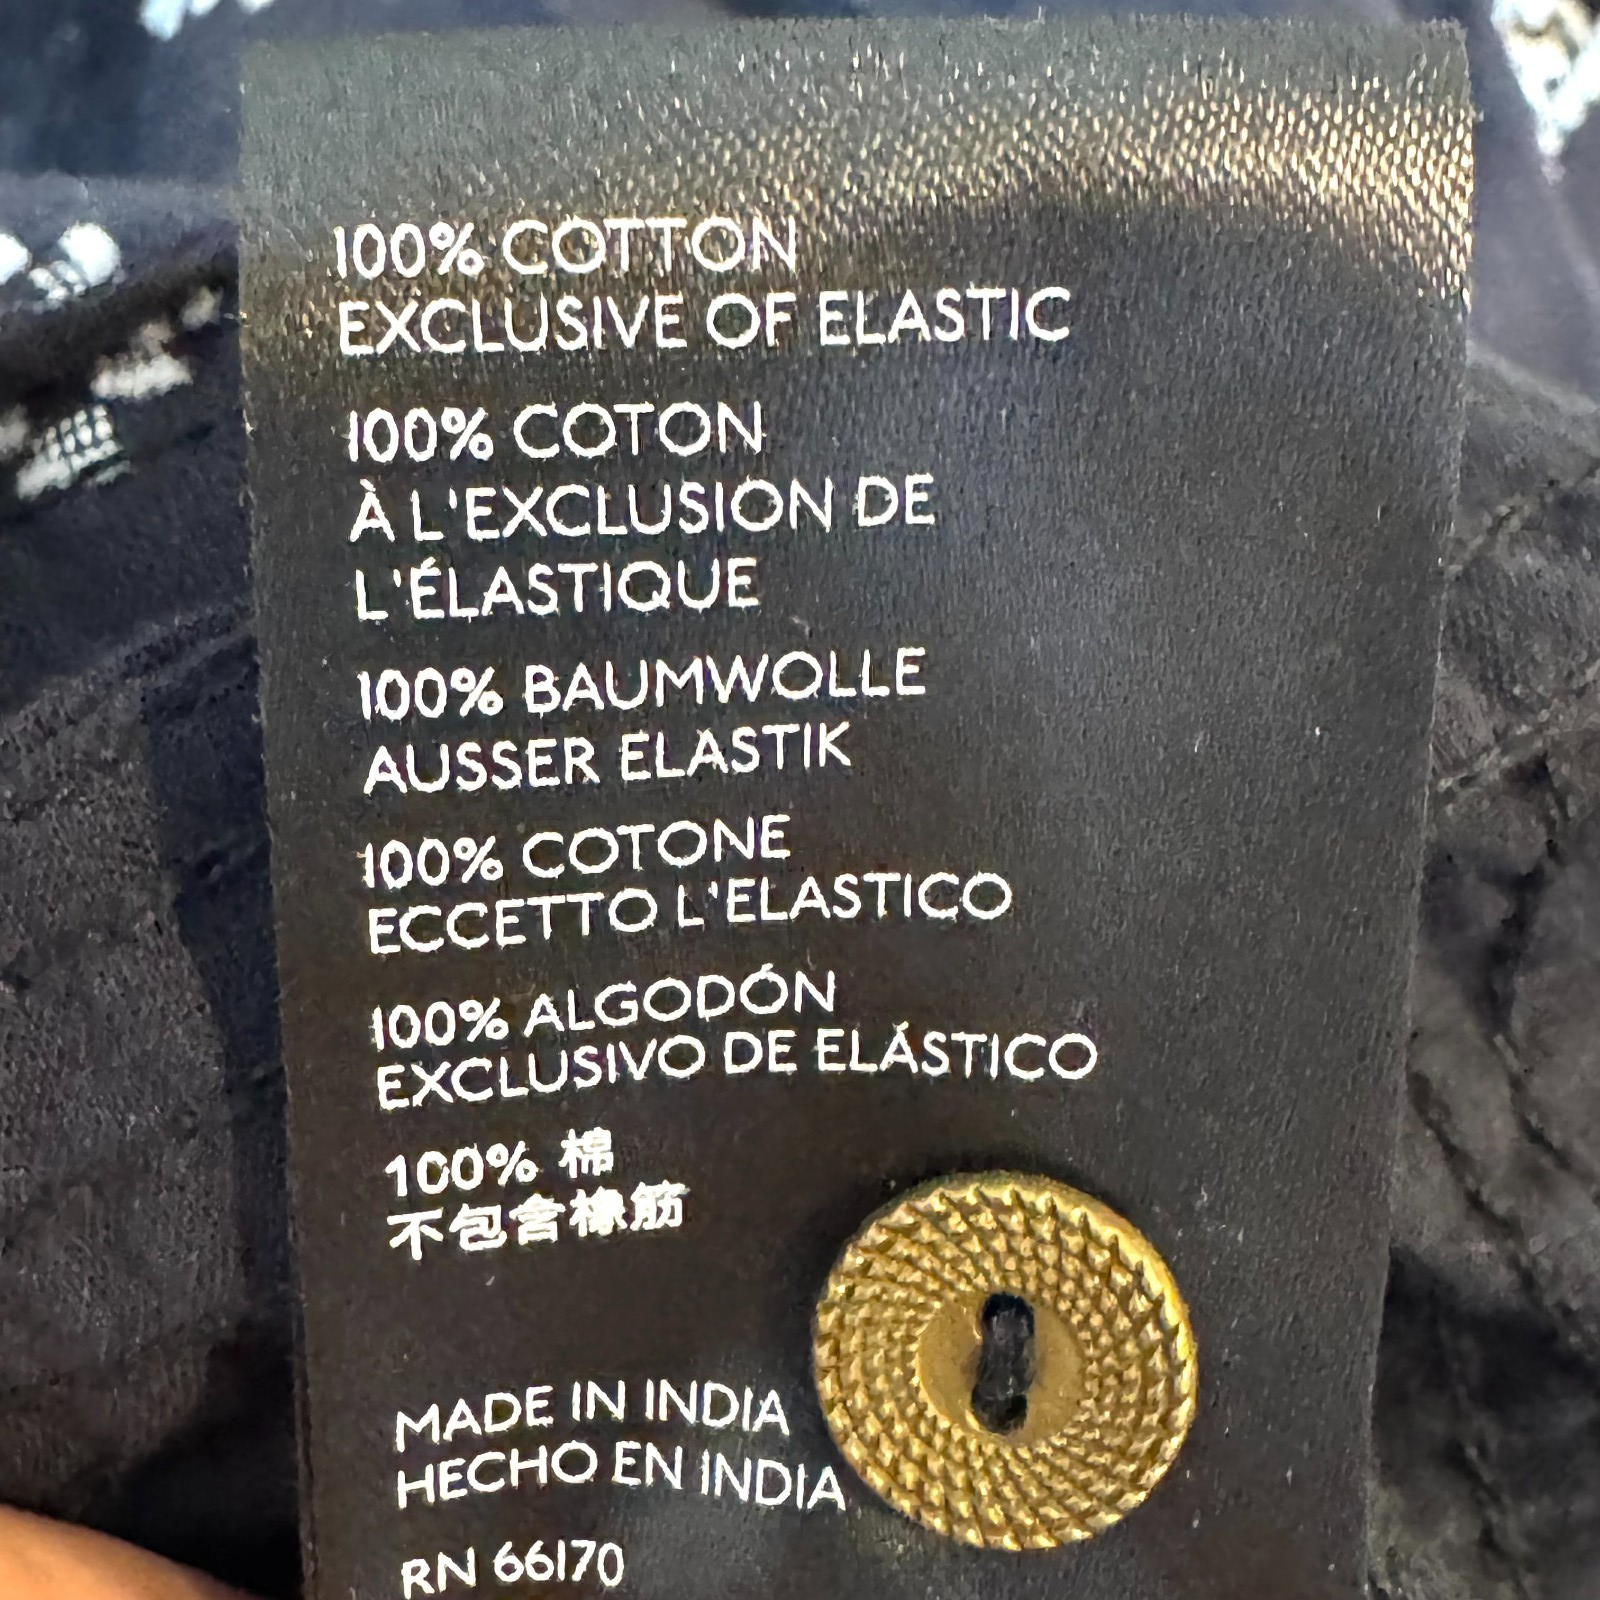 100% COTTON
EXCLUSIVE OF ELASTIC
100% COTON
À L'EXCLUSION DE
L'ÉLASTIQUE
100% BAUMWOLLE
AUSSER ELASTIK
100% COTONE
ECCETTO L'ELASTICO
100% ALGODÓN
EXCLUSIVO DE ELÁSTICO
100% 棉
不包含橡筋
MADE IN INDIA
HECHO EN INDIA
RN 66170